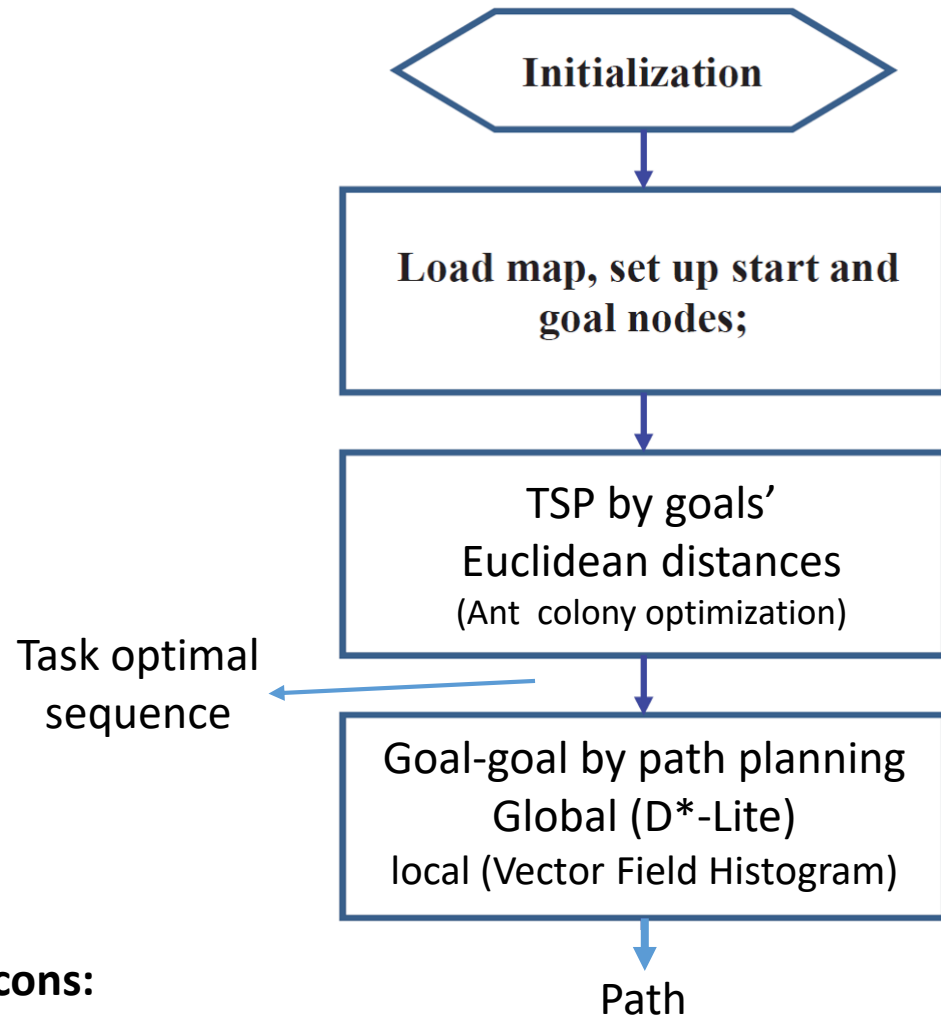 Initialization
Load map, set up start and
goal nodes;
TSP by goals’
Euclidean distances
(Ant colony optimization)
Task optimal
sequence
Goal-goal by path planning
Global (D*-Lite)
local (Vector Field Histogram)
cons:
Path